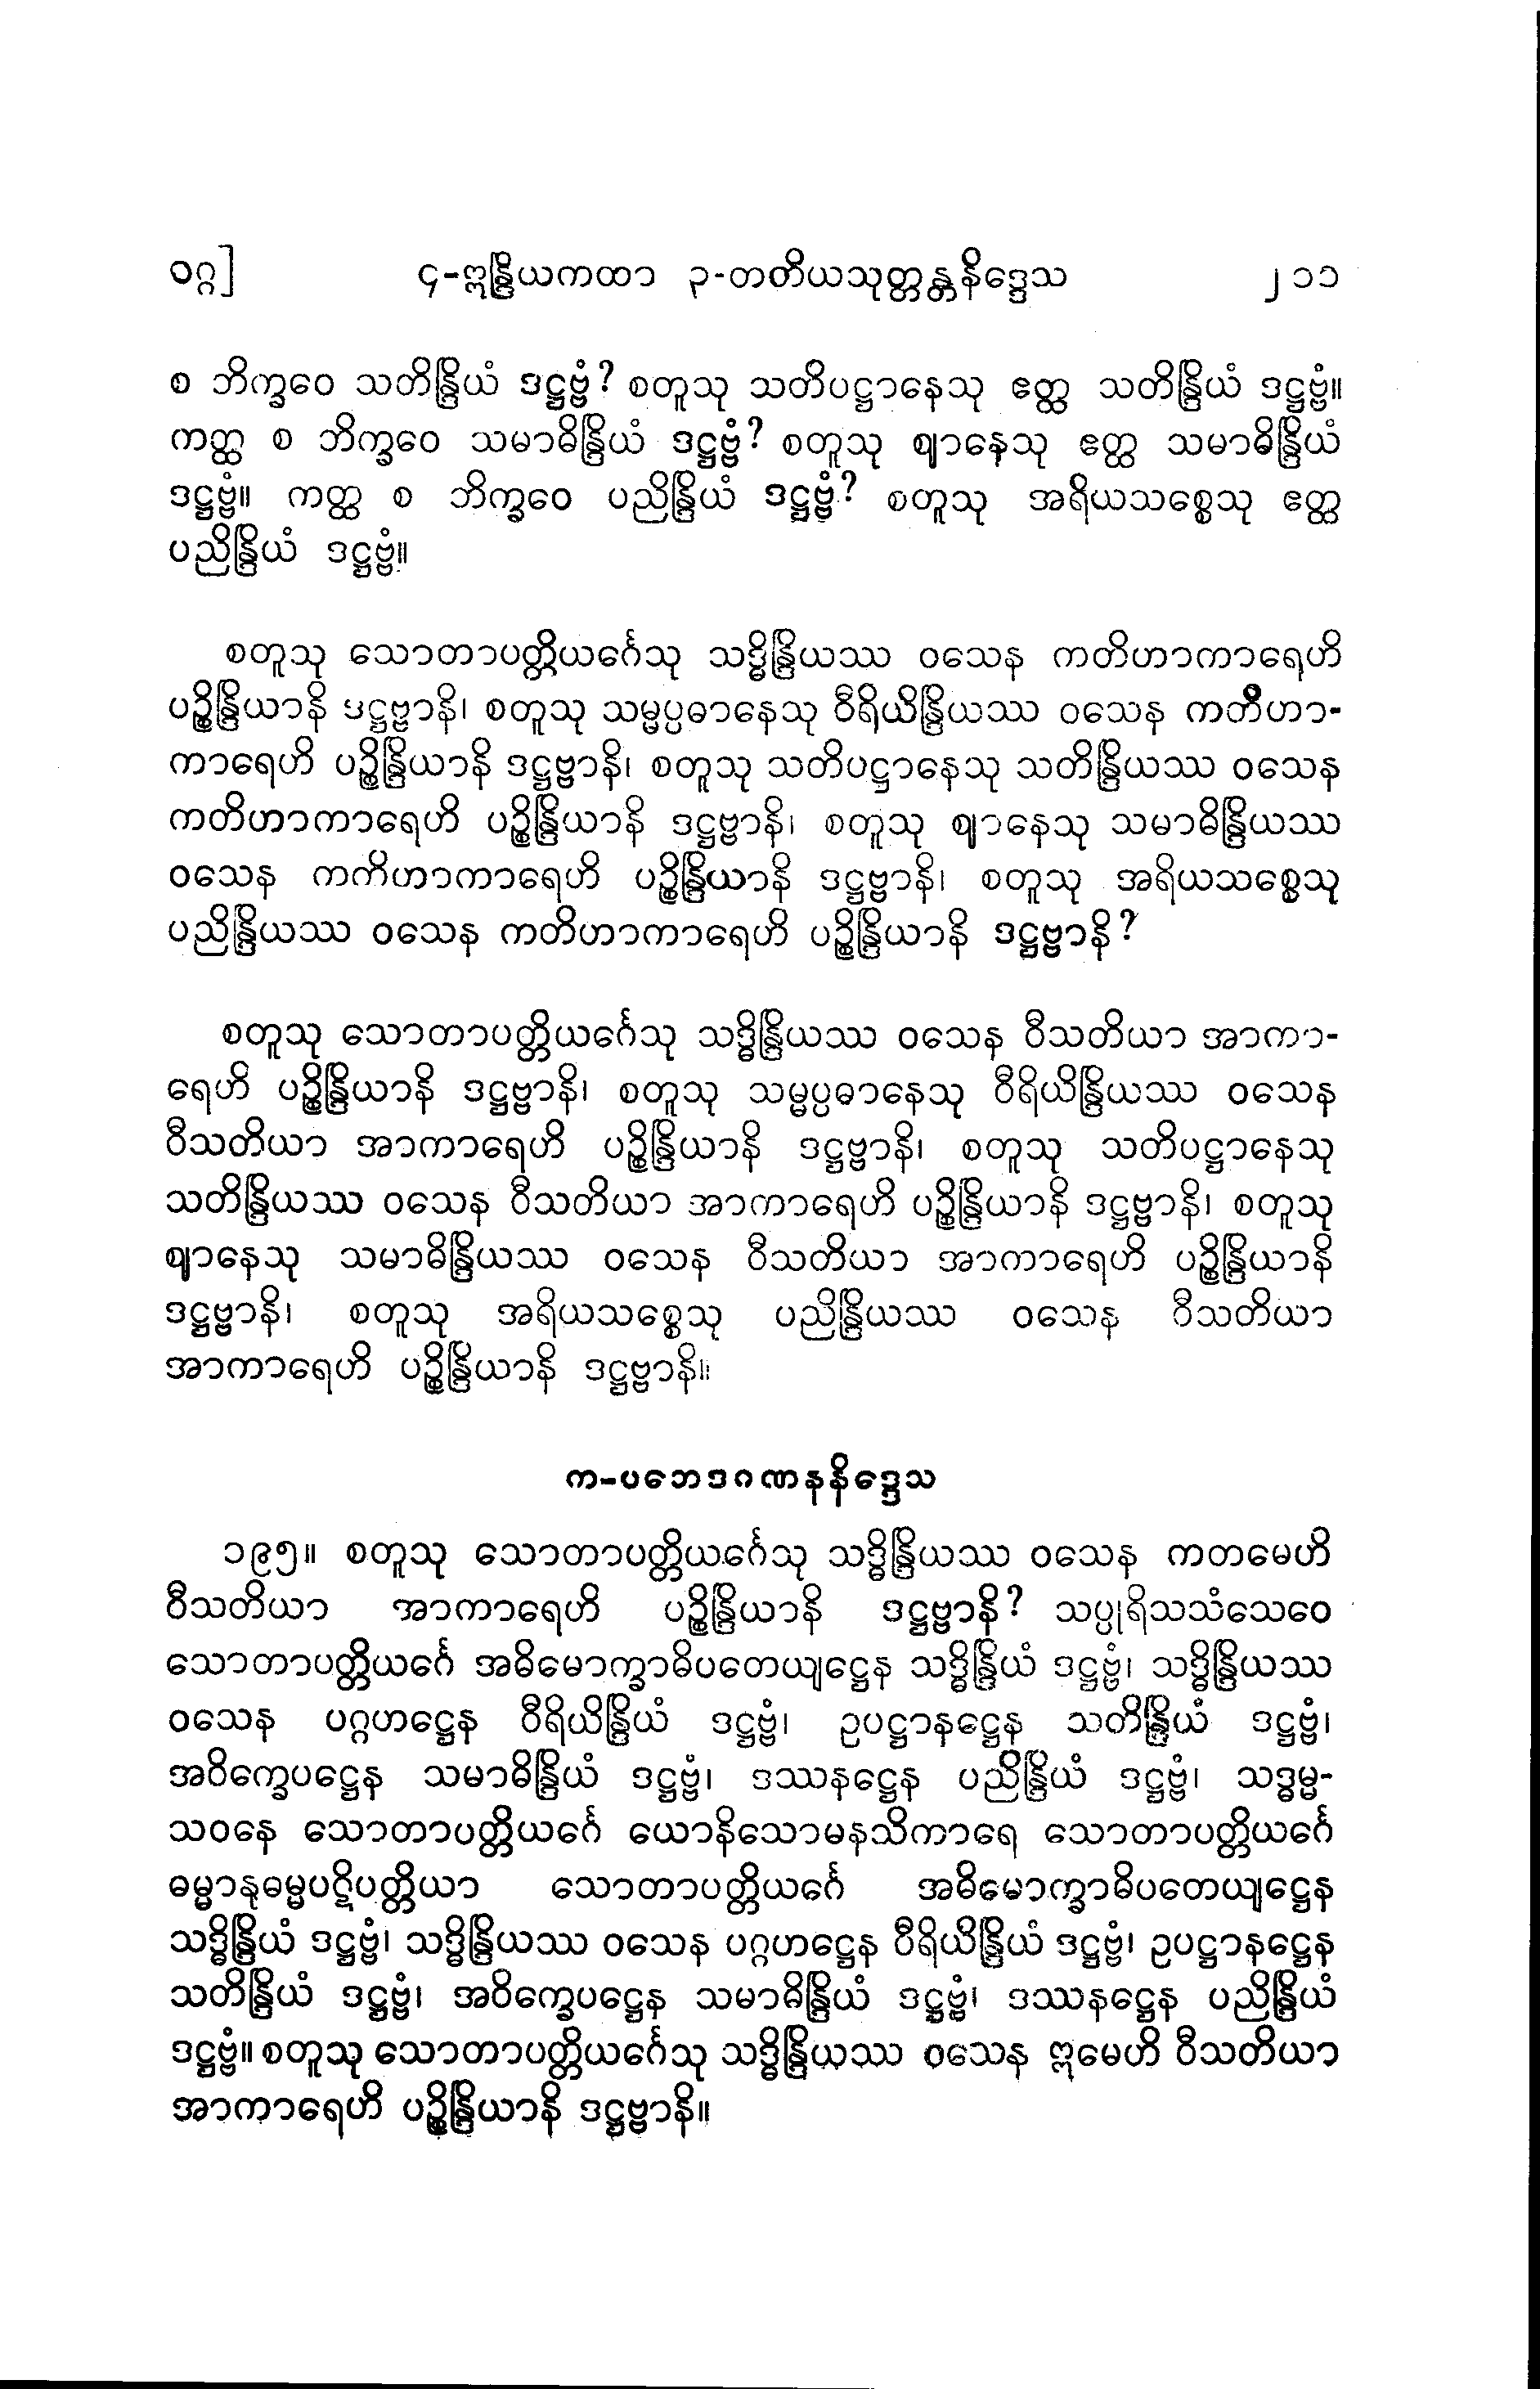 ဝဂ္ဂ] ၄-ဣန္ဒြိယကထာ ၃-တတိယသုတ္တန္တနိဒ္ဒေသ ၂၁၁
စ ဘိက္ခဝေ သတိန္ဒြိယံ ဒဋ္ဌဗ္ဗံ? စတူသု သတိပဋ္ဌာနေသု ဧတ္ထ သတိန္ဒြိယံ ဒဋ္ဌဗ္ဗံ။
ကတ္ထ စ ဘိက္ခဝေ သမာဓိန္ဒြိယံ ဒဋ္ဌဗ္ဗံ? စတူသု ဈာနေသု ဧတ္ထ သမာဓိန္ဒြိယံ
ဒဋ္ဌဗ္ဗံ။ ကတ္ထ စ ဘိက္ခဝေ ပညိန္ဒြိယံ ဒဋ္ဌဗ္ဗံ? စတူသု အရိယသစ္စေသု ဧတ္ထ
ပညိန္ဒြိယံ ဒဋ္ဌဗ္ဗံ။
စတူသု သောတာပတ္တိယင်္ဂေသု သဒ္ဓိန္ဒြိယဿ ဝသေန ကတိဟာကာရေဟိ
ပဉ္စိန္ဒြိယာနိ ဒဋ္ဌဗ္ဗာနိ၊ စတူသု သမ္မပ္ပဓာနေသု ဝီရိယိန္ဒြိယဿ ဝသေန ကတိဟာ-
ကာရေဟိ ပဉ္စိန္ဒြိယာနိ ဒဋ္ဌဗ္ဗာနိ၊ စတူသု သတိပဋ္ဌာနေသု သတိန္ဒြိယဿ ဝသေန
ကတိဟာကာရေဟိ ပဉ္စိန္ဒြိယာနိ ဒဋ္ဌဗ္ဗာနိ၊ စတူသု ဈာနေသု သမာဓိန္ဒြိယဿ
ဝသေန ကကိဟာကာရေဟိ ပဉ္စိန္ဒြိယာနိ ဒဋ္ဌဗ္ဗာနိ၊ စတူသု အရိယသစ္စေသု
ပညိန္ဒြိယဿ ဝသေန ကတိဟာကာရေဟိ ပဉ္စိန္ဒြိယာနိ ဒဋ္ဌဗ္ဗာနိ?
စတူသု သောတာပတ္တိယင်္ဂေသု သဒ္ဓိန္ဒြိယဿ ဝသေန ဝီသတိယာ အာကာ-
ရေဟိ ပဉ္စိန္ဒြိယာနိ ဒဋ္ဌဗ္ဗာနိ၊ စတူသု သမ္မပ္ပဓာနေသု ဝီရိယိန္ဒြိယဿ ဝသေန
ဝီသတိယာ အာကာရေဟိ ပဉ္စိန္ဒြိယာနိ ဒဋ္ဌဗ္ဗာနိ၊ စတူသု သတိပဋ္ဌာနေသု
သတိန္ဒြိယဿ ဝသေန ဝီသတိယာ အာကာရေဟိ ပဉ္စိန္ဒြိယာနိ ဒဋ္ဌဗ္ဗာနိ၊ စတူသု
ဈာနေသု သမာဓိန္ဒြိယဿ ဝသေန ဝီသတိယာ အာကာရေဟိ ပဉ္စိန္ဒြိယာနိ
ဒဋ္ဌဗ္ဗာနိ၊ စတူသု အရိယသစ္စေသု ပညိန္ဒြိယဿ ဝသေန ဝီသတိယာ
အာကာရေဟိ ပဉ္စိန္ဒြိယာနိ ဒဋ္ဌဗ္ဗာနိ။
က-ပဘေဒဂဏနနိဒ္ဒေသ
၁၉၅။ စတူသု သောတာပတ္တိယင်္ဂေသု သဒ္ဓိန္ဒြိယဿ ဝသေန ကတမေဟိ
ဝီသတိယာ အာကာရေဟိ ပဉ္စိန္ဒြိယာနိ ဒဋ္ဌဗ္ဗာနိ? သပ္ပုရိသသံသေဝေ
သောတာပတ္တိယင်္ဂေ အဓိမောက္ခာဓိပတေယျဋ္ဌေန သဒ္ဓိန္ဒြိယံ ဒဋ္ဌဗ္ဗံ၊ သဒ္ဓိန္ဒြိယဿ
ဝသေန ပဂ္ဂဟဋ္ဌေန ဝီရိယိန္ဒြိယံ ဒဋ္ဌဗ္ဗံ၊ ဥပဋ္ဌာနဋ္ဌေန သတိန္ဒြိယံ ဒဋ္ဌဗ္ဗံ၊
အဝိက္ခေပဋ္ဌေန သမာဓိန္ဒြိယံ ဒဋ္ဌဗ္ဗံ၊ ဒဿနဋ္ဌေန ပညိန္ဒြိယံ ဒဋ္ဌဗ္ဗံ၊ သဒ္ဓမ္မ-
သဝနေ သောတာပတ္တိယင်္ဂေ ယောနိသောမနသိကာရေ သောတာပတ္တိယင်္ဂေ
ဓမ္မာနုဓမ္မပဋိပတ္တိယာ သောတာပတ္တိယင်္ဂေ အဓိမောက္ခာဓိပတေယျဋ္ဌေန
သဒ္ဓိန္ဒြိယံ ဒဋ္ဌဗ္ဗံ၊ သဒ္ဓိန္ဒြိယဿ ဝသေန ပဂ္ဂဟဋ္ဌေန ဝီရိယိန္ဒြိယံ ဒဋ္ဌဗ္ဗံ၊ ဥပဋ္ဌာနဋ္ဌေန
သတိန္ဒြိယံ ဒဋ္ဌဗ္ဗံ၊ အဝိက္ခေပဋ္ဌေန သမာဓိန္ဒြိယံ ဒဋ္ဌဗ္ဗံ၊ ဒဿနဋ္ဌေန ပညိန္ဒြိယံ
ဒဋ္ဌဗ္ဗံ။ စတူသု သောတာပတ္တိယင်္ဂေသု သဒ္ဓိန္ဒြိယဿ ဝသေန ဣမေဟိ ဝီသတိယာ
အာကာရေဟိ ပဉ္စိန္ဒြိယာနိ ဒဋ္ဌဗ္ဗာနိ။